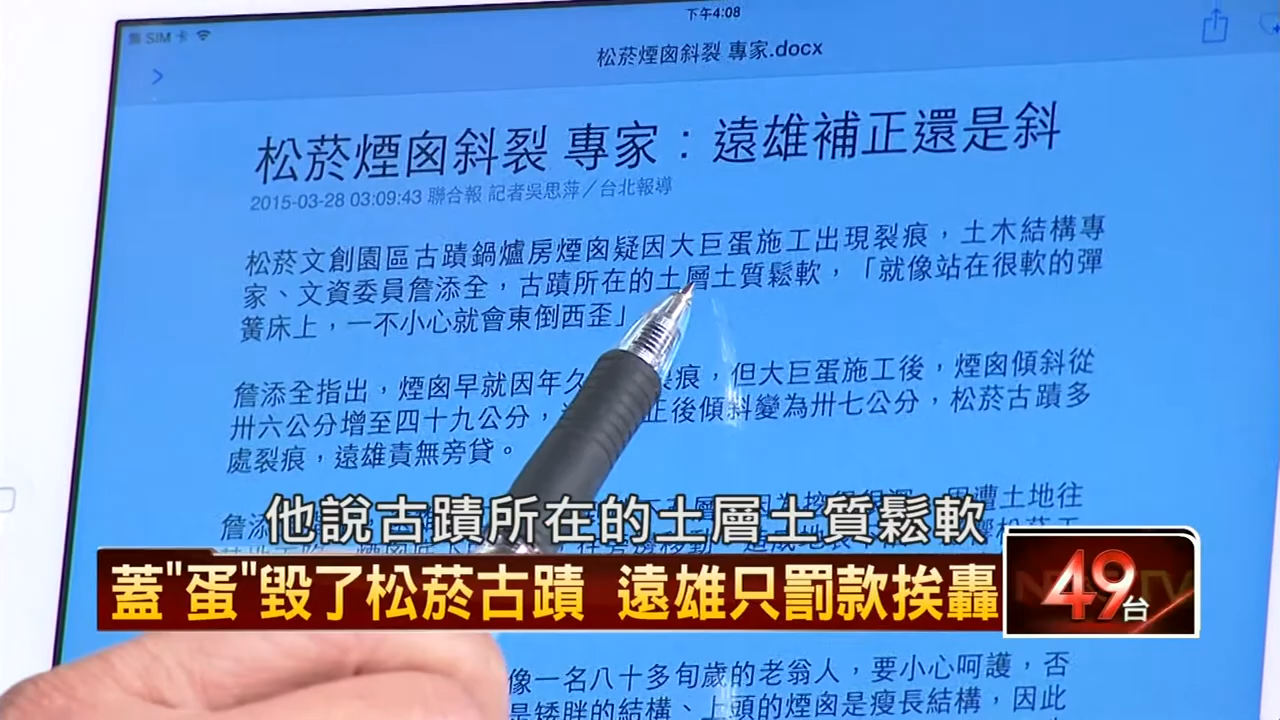 無 SIM 卡
下午4:08
松菸煙囪斜裂 專家.docx
松菸煙囪斜裂 專家：遠雄補正還是斜
2015-03-28 03:09:43 聯合報 記者吳思萍╱台北報導
松菸文創園區古蹟鍋爐房煙囪疑因大巨蛋施工出現裂痕，土木結構專
家、文資委員詹添全，古蹟所在的土層土質鬆軟，「就像站在很軟的彈
簧床上，一不小心就會東倒西歪」
詹添全指出，煙囪早就因年久 裂痕，但大巨蛋施工後，煙囪傾斜從
卅六公分增至四十九公分， 正後傾斜變為卅七公分，松菸古蹟多
處裂痕，遠雄責無旁貸。
詹添 土地往
他說古蹟所在的土層土質鬆軟
蓋"蛋"毀了松菸古蹟 遠雄只罰款挨轟
49台
像一名八十多旬歲的老翁人，要小心呵護，否
是矮胖的結構、上頭的煙囪是瘦長結構，因此